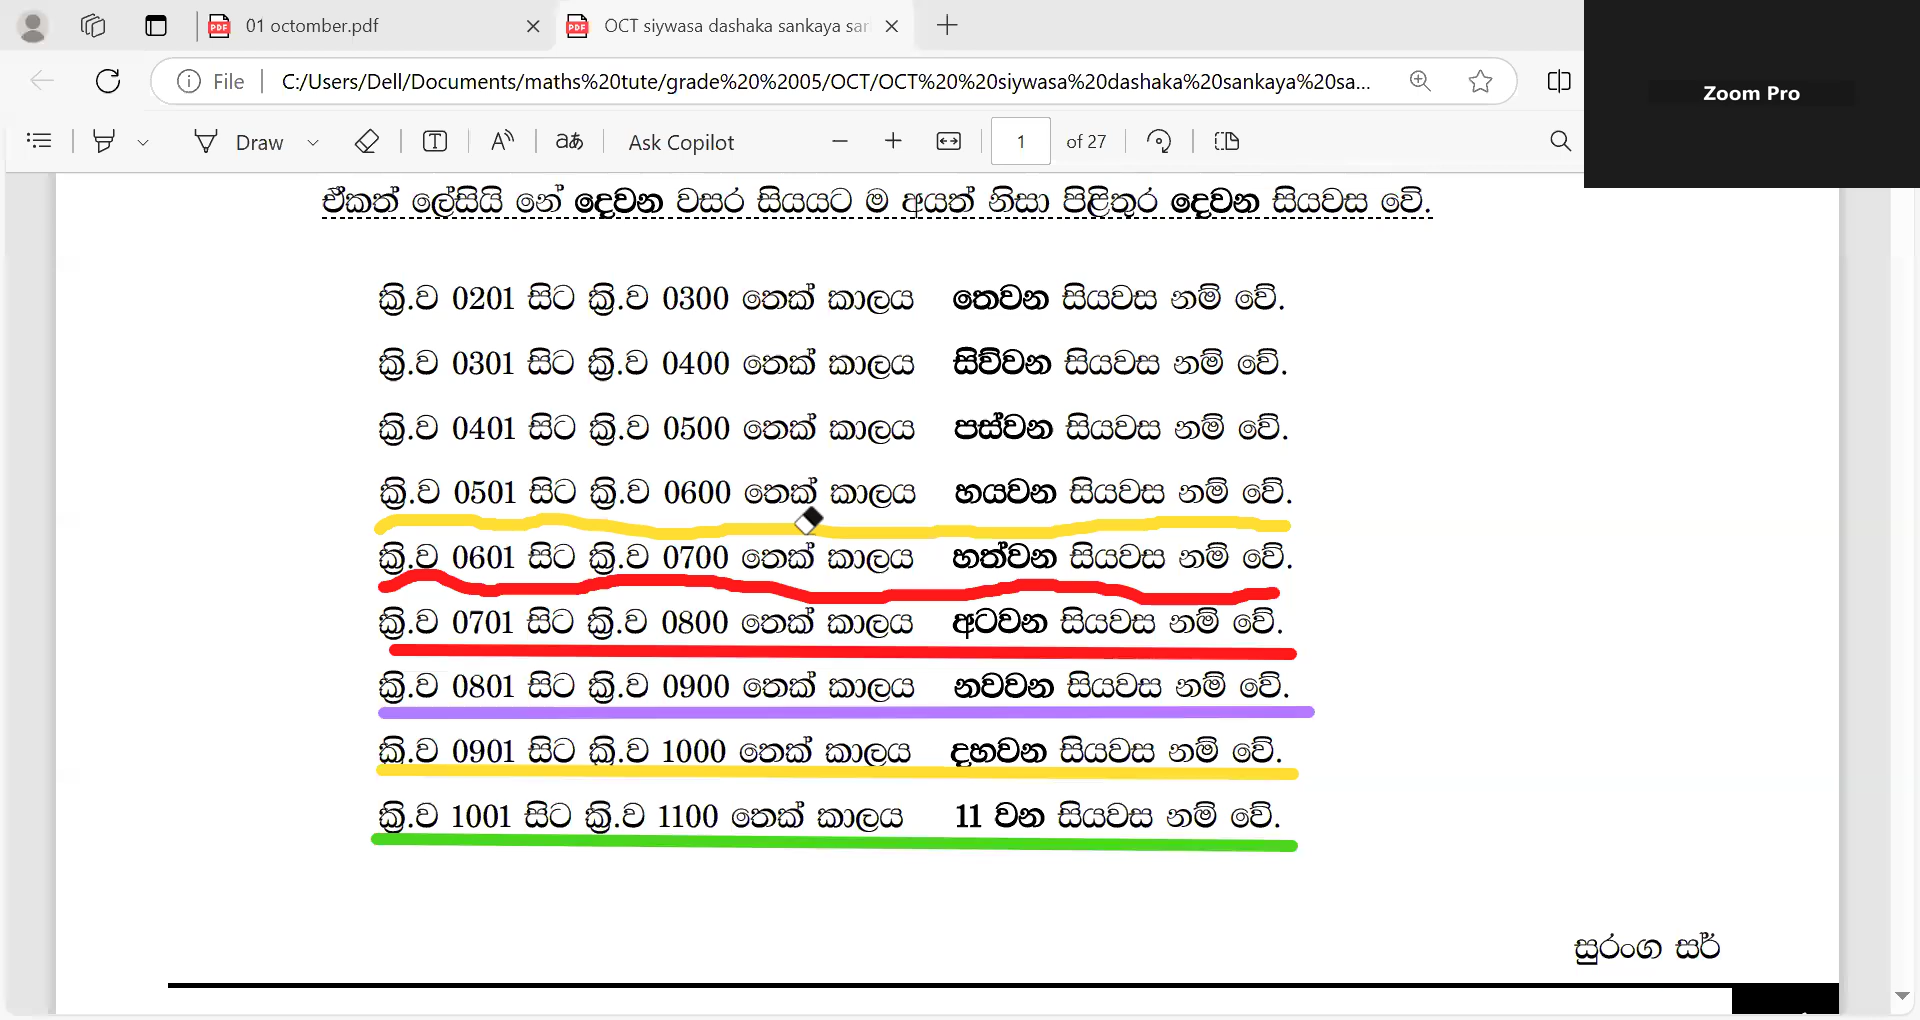 01 octomber.pdf
OCT siywasa dashaka sankaya sar
File
C:/Users/Dell/Documents/maths%20tute/grade%20%2005/OCT/OCT%20%20siywasa%20dashaka%20sankaya%20sa...
Zoom Pro
Draw
aあ
Ask Copilot
1 of 27
ඒකත් ලේසියි නේ දෙවන වසර සියයට ම අයත් නිසා පිළිතුර දෙවන සියවස වේ.
ක්‍රි.ව 0201 සිට ක්‍රි.ව 0300 තෙක් කාලය තෙවන සියවස නම් වේ.
ක්‍රි.ව 0301 සිට ක්‍රි.ව 0400 තෙක් කාලය සිව්වන සියවස නම් වේ.
ක්‍රි.ව 0401 සිට ක්‍රි.ව 0500 තෙක් කාලය පස්වන සියවස නම් වේ.
ක්‍රි.ව 0501 සිට ක්‍රි.ව 0600 තෙක් කාලය හයවන සියවස නම් වේ.
ක්‍රි.ව 0601 සිට ක්‍රි.ව 0700 තෙක් කාලය හත්වන සියවස නම් වේ.
ක්‍රි.ව 0701 සිට ක්‍රි.ව 0800 තෙක් කාලය අටවන සියවස නම් වේ.
ක්‍රි.ව 0801 සිට ක්‍රි.ව 0900 තෙක් කාලය නවවන සියවස නම් වේ.
ක්‍රි.ව 0901 සිට ක්‍රි.ව 1000 තෙක් කාලය දහවන සියවස නම් වේ.
ක්‍රි.ව 1001 සිට ක්‍රි.ව 1100 තෙක් කාලය 11 වන සියවස නම් වේ.
සුරංග සර්